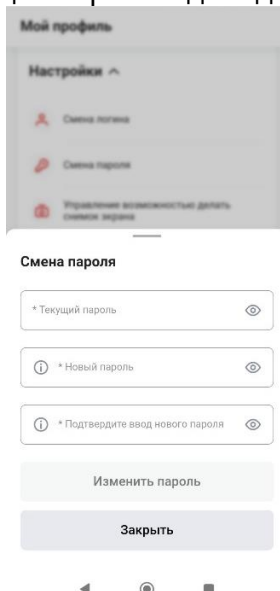 Мой профиль
Настройки
Смена логина
Смена пароля
Управление возможностью делать
снимок экрана
Смена пароля
* Текущий пароль
* Новый пароль
* Подтвердите ввод нового пароля
Изменить пароль
Закрыть